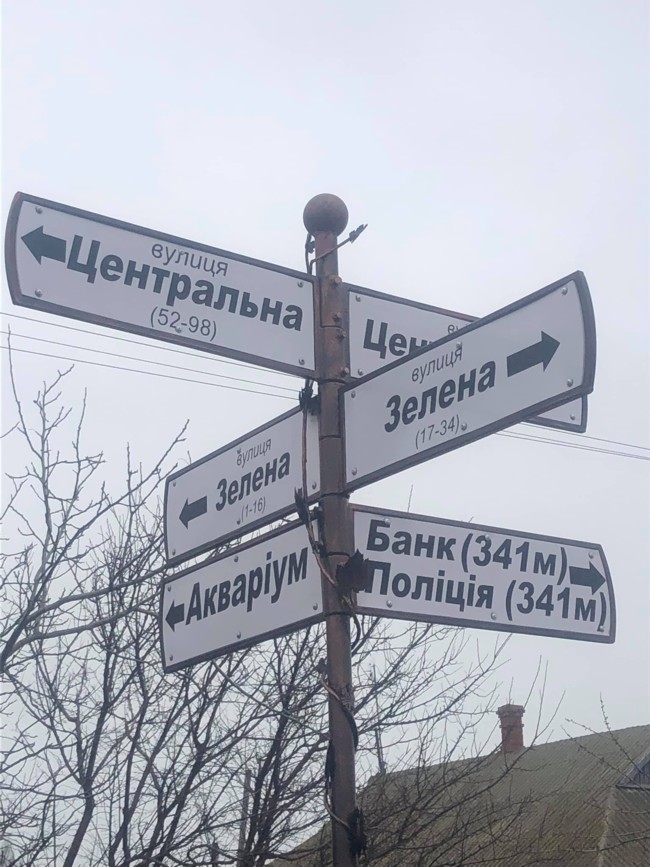 вулиця
Центральна
(52-98)
вулиця
Зелена
(17-34)
вулиця
Зелена
(1-16)
Акваріум
Банк (341м)
Поліція (341м)